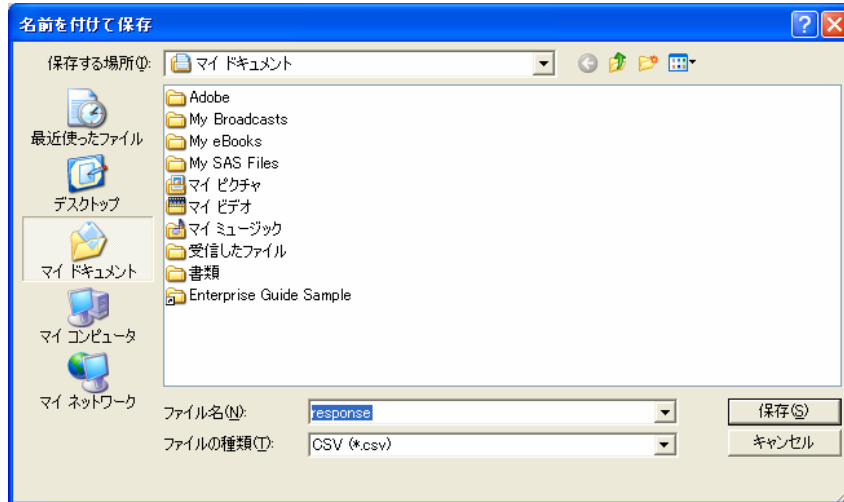 名前を付けて保存
保存する場所(I):
マイ ドキュメント
最近使ったファイル
デスクトップ
マイ ドキュメント
マイ コンピュータ
マイ ネットワーク
Adobe
My Broadcasts
My eBooks
My SAS Files
マイ ピクチャ
マイ ビデオ
マイ ミュージック
受信したファイル
書類
Enterprise Guide Sample
ファイル名(N):
response
保存(S)
ファイルの種類(T):
CSV (*.csv)
キャンセル